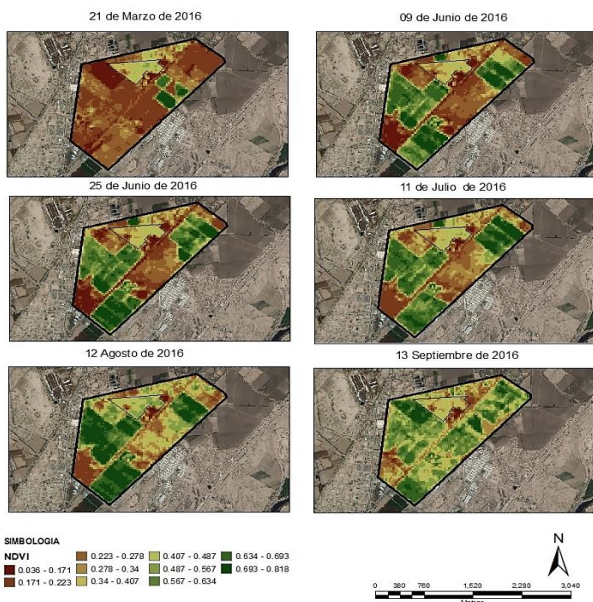 21 de Marzo de 2016
09 de Junio de 2016
25 de Junio de 2016
11 de Julio de 2016
12 Agosto de 2016
13 Septiembre de 2016
SIMBOLOGIA
NDVI
0.036 - 0.171
0.171 - 0.223
0.223 - 0.278
0.278 - 0.34
0.34 - 0.407
0.407 - 0.487
0.487 - 0.567
0.567 - 0.634
0.634 - 0.693
0.693 - 0.818
N
0 380 760 1,520 2,280 3,040